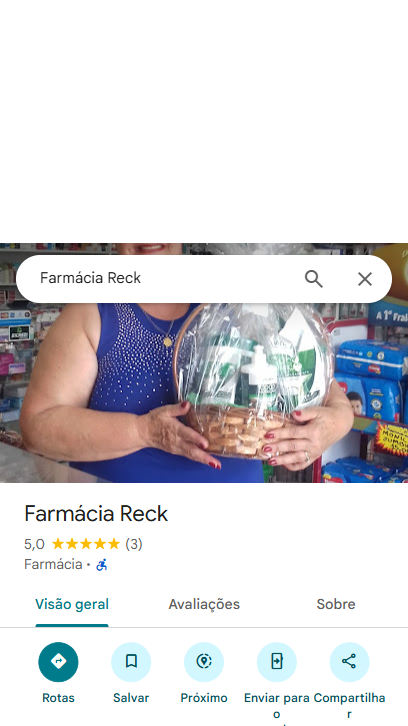 Farmácia Reck
A 1ª Fral
Farmácia Reck
5,0 (3)
Farmácia ·
Visão geral
Avaliações
Sobre
Rotas
Salvar
Próximo
Enviar para
o
Compartilha
r